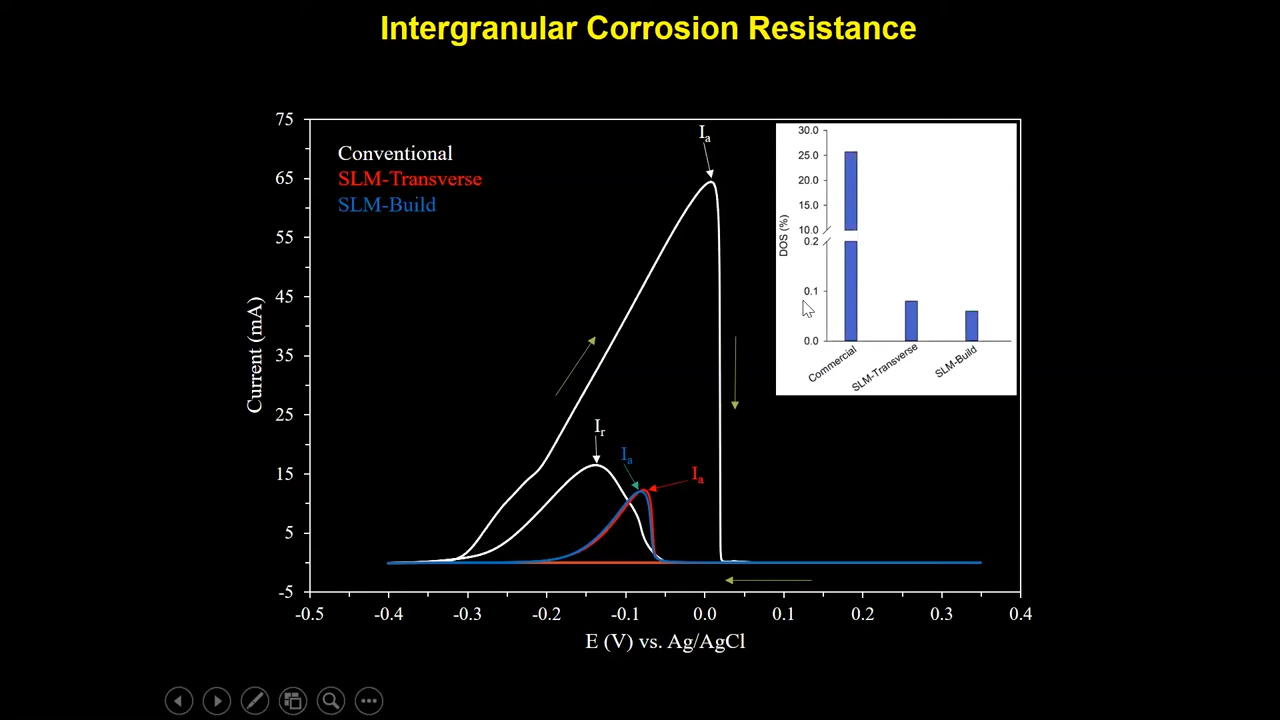 Intergranular Corrosion Resistance
Conventional
SLM-Transverse
SLM-Build
Current (mA)
75
65
55
45
35
25
15
5
-5
-0.5 -0.4 -0.3 -0.2 -0.1 0.0 0.1 0.2 0.3 0.4
E (V) vs. Ag/AgCl
Ia
Ir
Ia
Ia
DOS (%)
30.0
25.0
20.0
15.0
10.0
0.2
0.1
0.0
Commercial
SLM-Transverse
SLM-Build